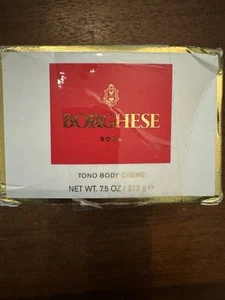 BORGHESE
ROMA
TONO BODY CREME
NET WT. 7.5 OZ / 213 g e